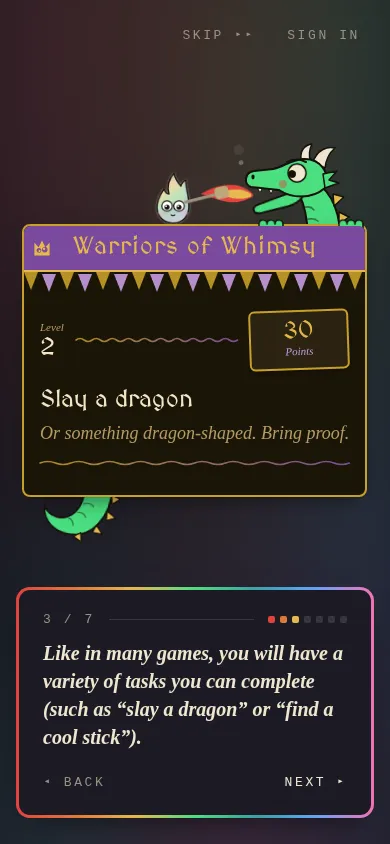 SKIP ▸▸ SIGN IN
Warriors of Whimsy
Level
2
30
Points
Slay a dragon
Or something dragon-shaped. Bring proof.
3 / 7
Like in many games, you will have a
variety of tasks you can complete
(such as “slay a dragon” or “find a
cool stick”).
◂ BACK
NEXT ▸